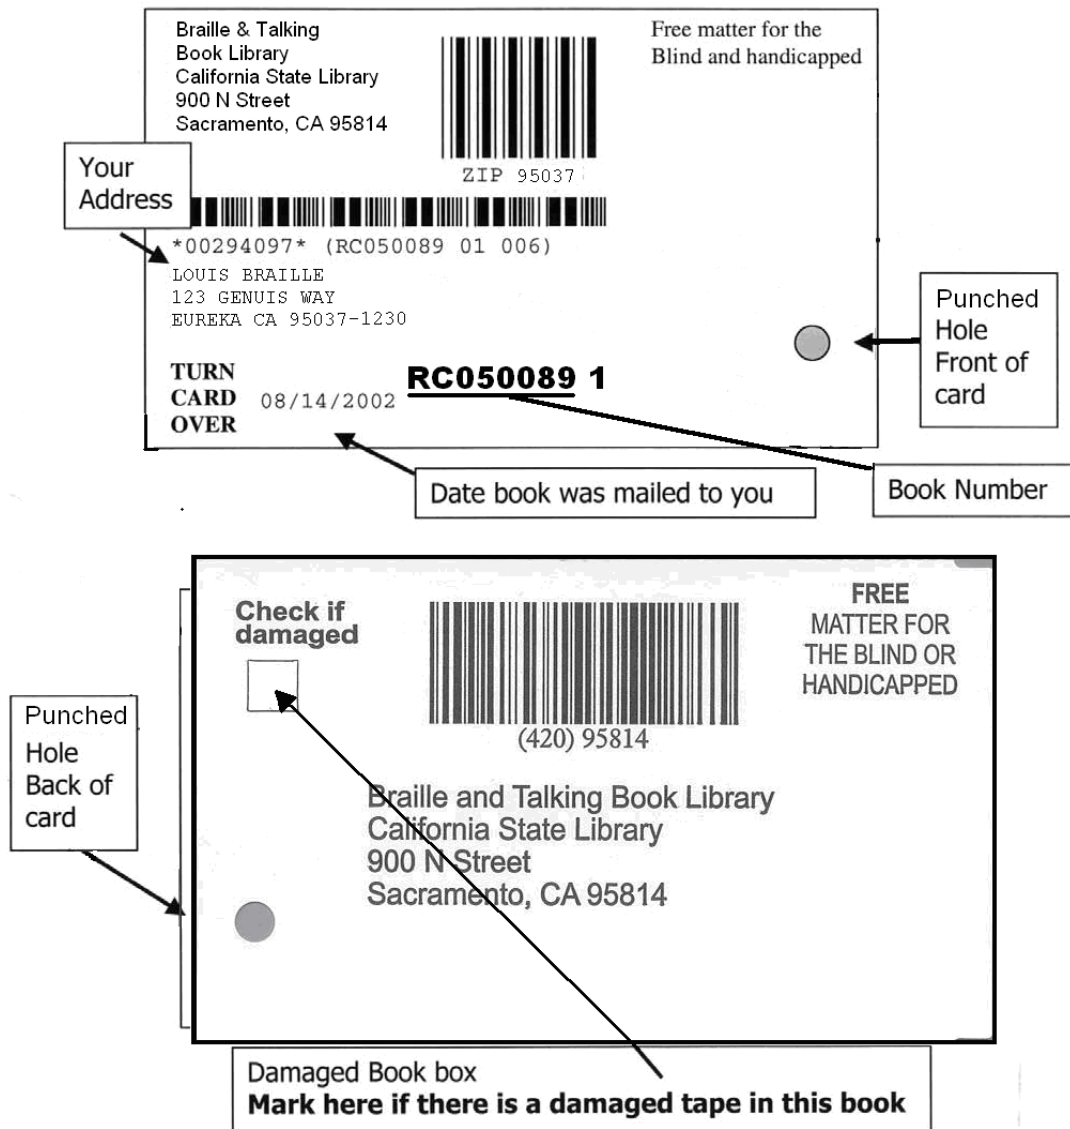 Braille & Talking
Book Library
California State Library
900 N Street
Sacramento, CA 95814
Free matter for the
Blind and handicapped
ZIP 95037
Your
Address
*00294097* (RC050089 01 006)
LOUIS BRAILLE
123 GENUIS WAY
EUREKA CA 95037-1230
Punched
Hole
Front of
card
TURN
CARD
OVER
08/14/2002
RC050089 1
Date book was mailed to you
Book Number
Check if
damaged
(420) 95814
FREE
MATTER FOR
THE BLIND OR
HANDICAPPED
Punched
Hole
Back of
card
Braille and Talking Book Library
California State Library
900 N Street
Sacramento, CA 95814
Damaged Book box
Mark here if there is a damaged tape in this book